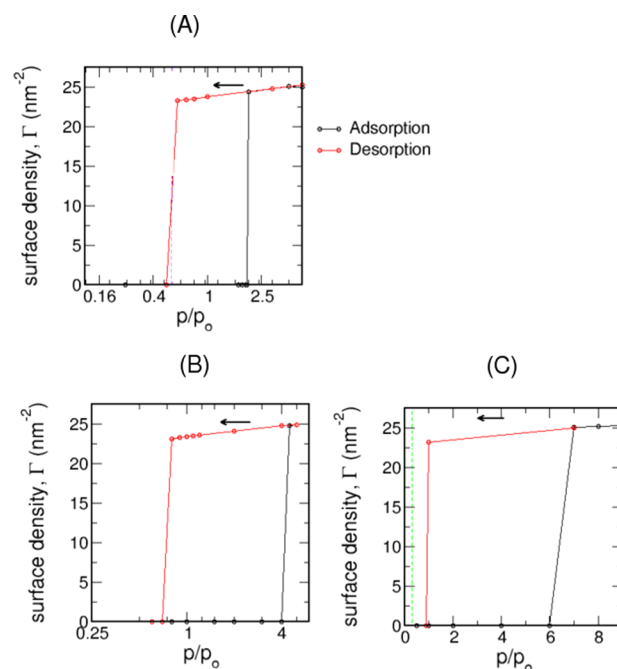 (A)
25
20
15
10
5
0
surface density, Γ (nm⁻²)
0.16
0.4
1
2.5
p/pₒ
Adsorption
Desorption
(B)
25
20
15
10
5
0
surface density, Γ (nm⁻²)
0.25
1
4
p/pₒ
(C)
30
25
20
15
10
5
0
surface density, Γ (nm⁻²)
0
2
4
6
8
p/pₒ